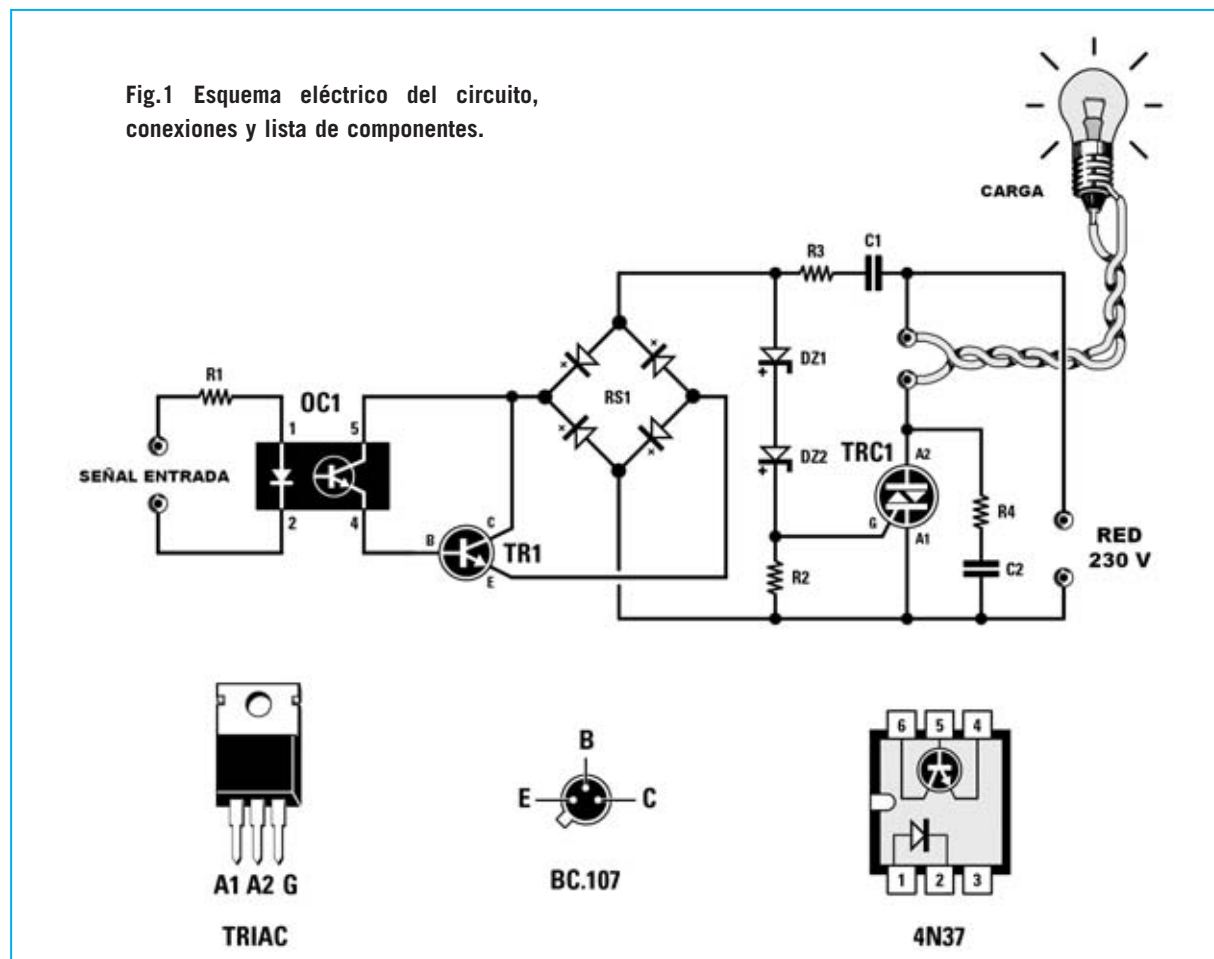 Fig.1 Esquema eléctrico del circuito,
conexiones y lista de componentes.
CARGA
R3
C1
R1
OC1
1
5
SEÑAL ENTRADA
2
4
B
C
E
TR1
RS1
DZ1
+
DZ2
+
TRC1
A2
G
A1
R2
R4
C2
RED
230 V
A1 A2 G
TRIAC
B
E
C
BC.107
6
5
4
1
2
3
4N37